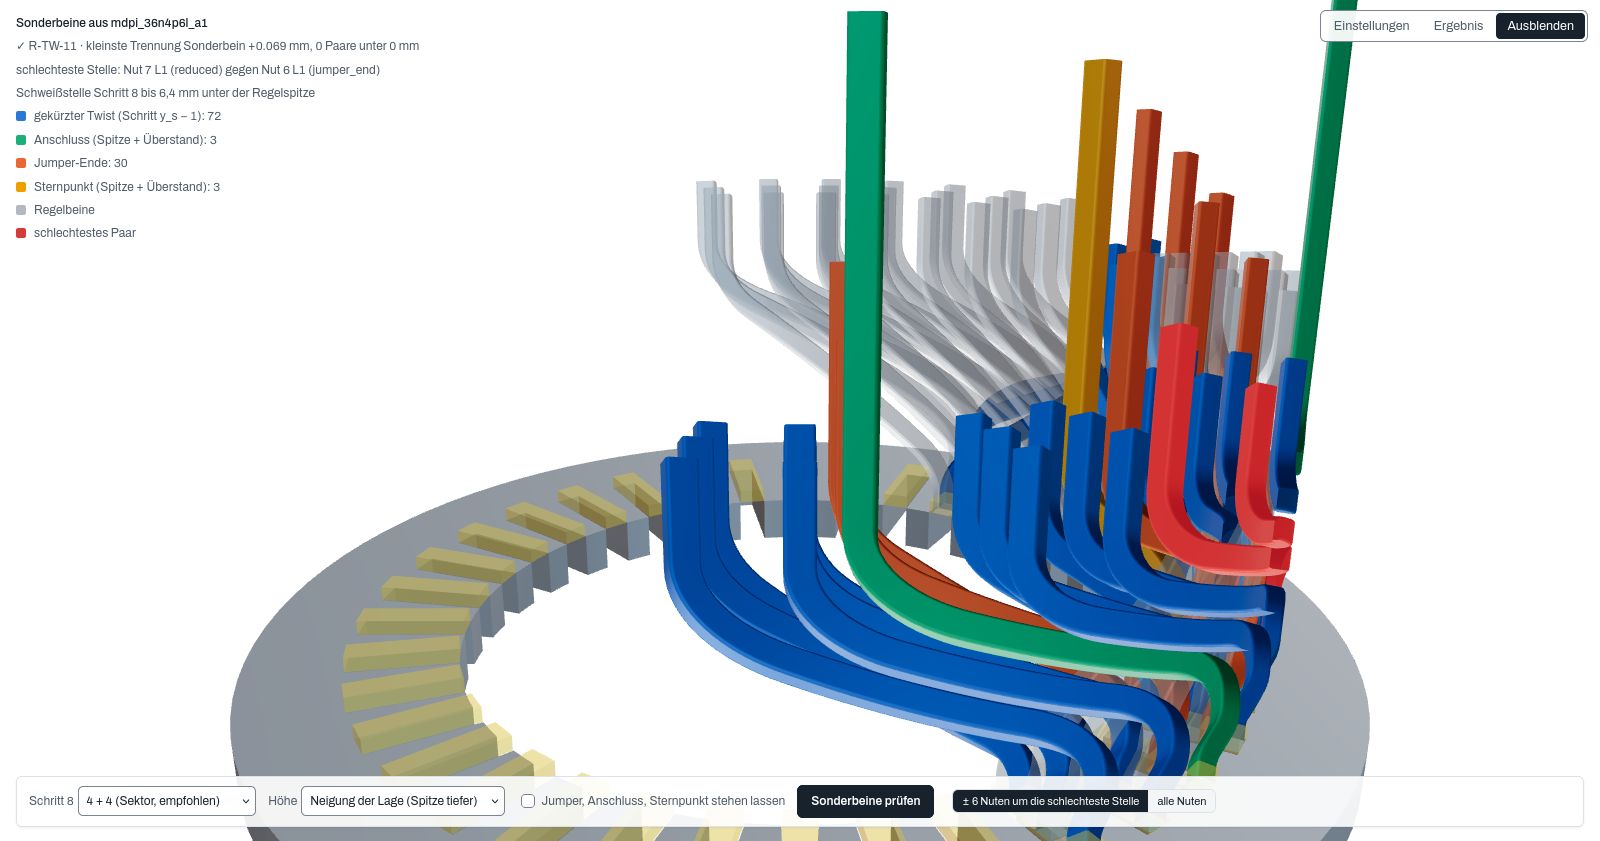 Sonderbeine aus mdpi_36n4p6l_a1
✓ R-TW-11 · kleinste Trennung Sonderbein +0.069 mm, 0 Paare unter 0 mm
schlechteste Stelle: Nut 7 L1 (reduced) gegen Nut 6 L1 (jumper_end)
Schweißstelle Schritt 8 bis 6,4 mm unter der Regelspitze
gekürzter Twist (Schritt y_s − 1): 72
Anschluss (Spitze + Überstand): 3
Jumper-Ende: 30
Sternpunkt (Spitze + Überstand): 3
Regelbeine
schlechtestes Paar
Einstellungen Ergebnis Ausblenden
Schritt 8 4 + 4 (Sektor, empfohlen) Höhe Neigung der Lage (Spitze tiefer) Jumper, Anschluss, Sternpunkt stehen lassen Sonderbeine prüfen ± 6 Nuten um die schlechteste Stelle alle Nuten